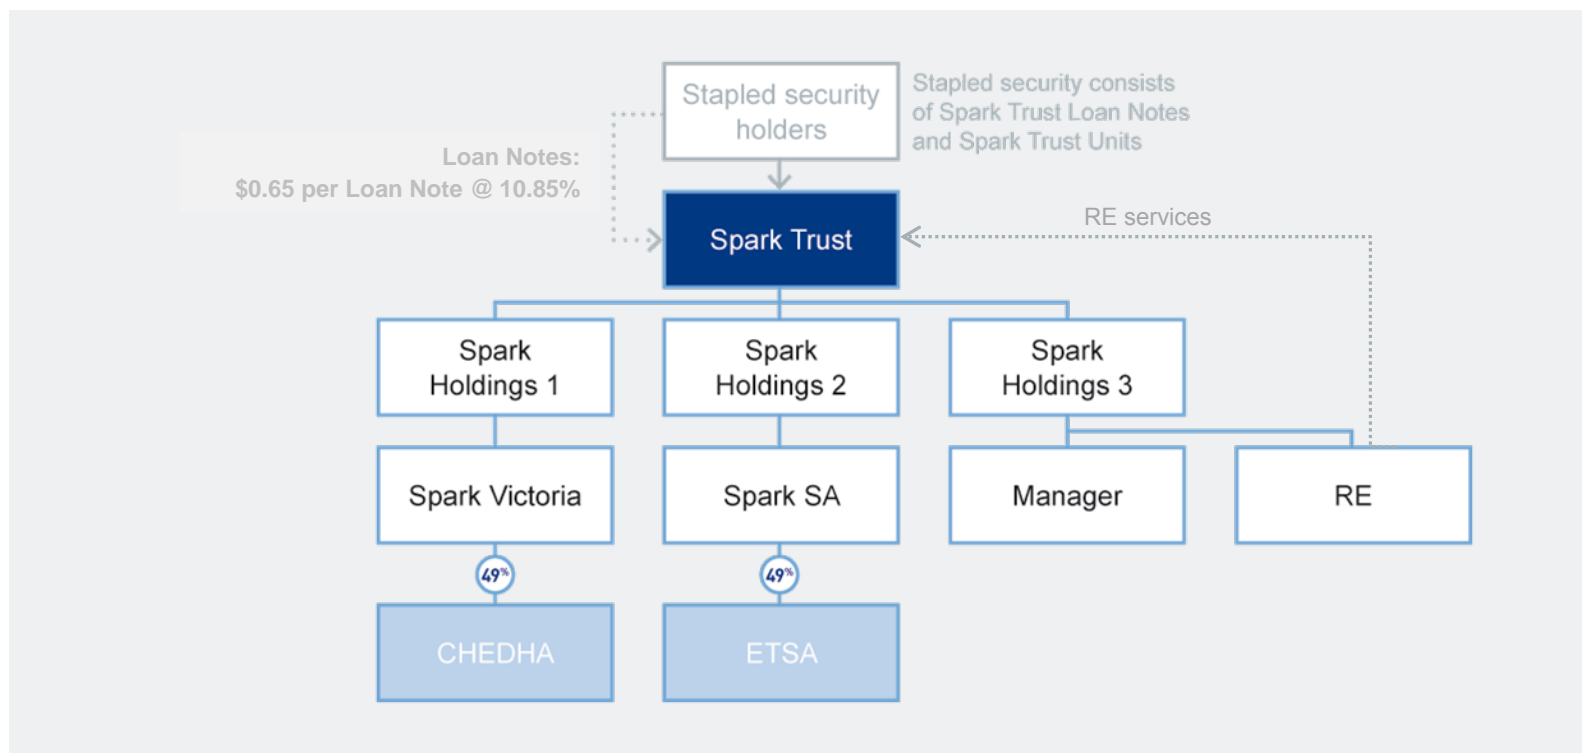 Stapled security
holders
Stapled security consists
of Spark Trust Loan Notes
and Spark Trust Units
Loan Notes:
$0.65 per Loan Note @ 10.85%
Spark Trust
RE services
Spark
Holdings 1
Spark
Holdings 2
Spark
Holdings 3
Spark Victoria
Spark SA
Manager
RE
49%
49%
CHEDHA
ETSA